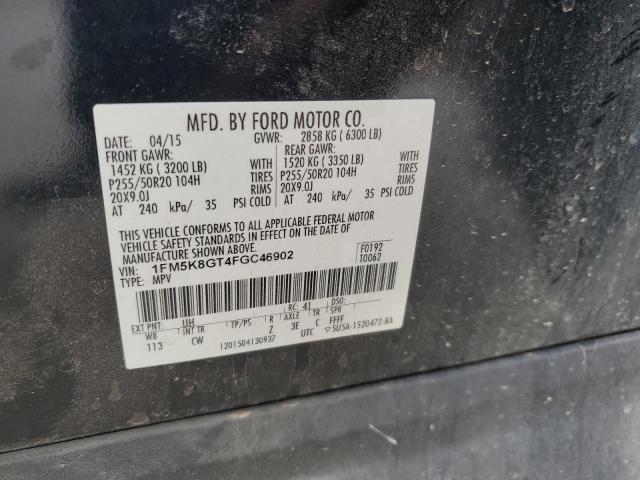 MFD. BY FORD MOTOR CO.
DATE: 04/15 GVWR: 2858 KG ( 6300 LB)
FRONT GAWR: REAR GAWR:
1452 KG ( 3200 LB) WITH 1520 KG ( 3350 LB) WITH
P255/50R20 104H TIRES P255/50R20 104H TIRES
20X9.0J RIMS 20X9.0J RIMS
AT 240 kPa/ 35 PSI COLD AT 240 kPa/ 35 PSI COLD
THIS VEHICLE CONFORMS TO ALL APPLICABLE FEDERAL MOTOR
VEHICLE SAFETY STANDARDS IN EFFECT ON THE DATE OF
MANUFACTURE SHOWN ABOVE.
VIN: 1FM5K8GT4FGC46902 F0192
TYPE: MPV T0062
EXT PNT: UH RC: 41 DSO:
WB INT TR TP/PS R AXLE TR
113 CW Z 3E C FFFF
1201504130937 UTC 5U5A-1520472-BA